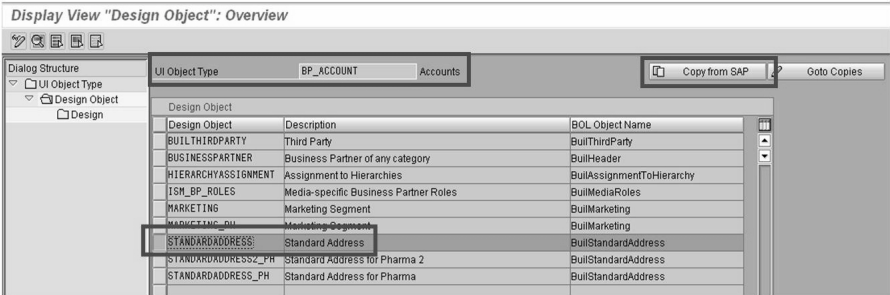 Display View "Design Object": Overview
Dialog Structure
UI Object Type
Design Object
Design
UI Object Type BP_ACCOUNT Accounts
Copy from SAP Goto Copies
Design Object
Design Object Description BOL Object Name
BUILTHIRDPARTY Third Party BuilThirdParty
BUSINESSPARTNER Business Partner of any category BuilHeader
HIERARCHYASSIGNMENT Assignment to Hierarchies BuilAssignmentToHierarchy
ISM_BP_ROLES Media-specific Business Partner Roles BuilMediaRoles
MARKETING Marketing Segment BuilMarketing
MARKETING_PH Marketing Segment BuilMarketing
STANDARDADDRESS Standard Address BuilStandardAddress
STANDARDADDRESS2_PH Standard Address for Pharma 2 BuilStandardAddress
STANDARDADDRESS_PH Standard Address for Pharma BuilStandardAddress